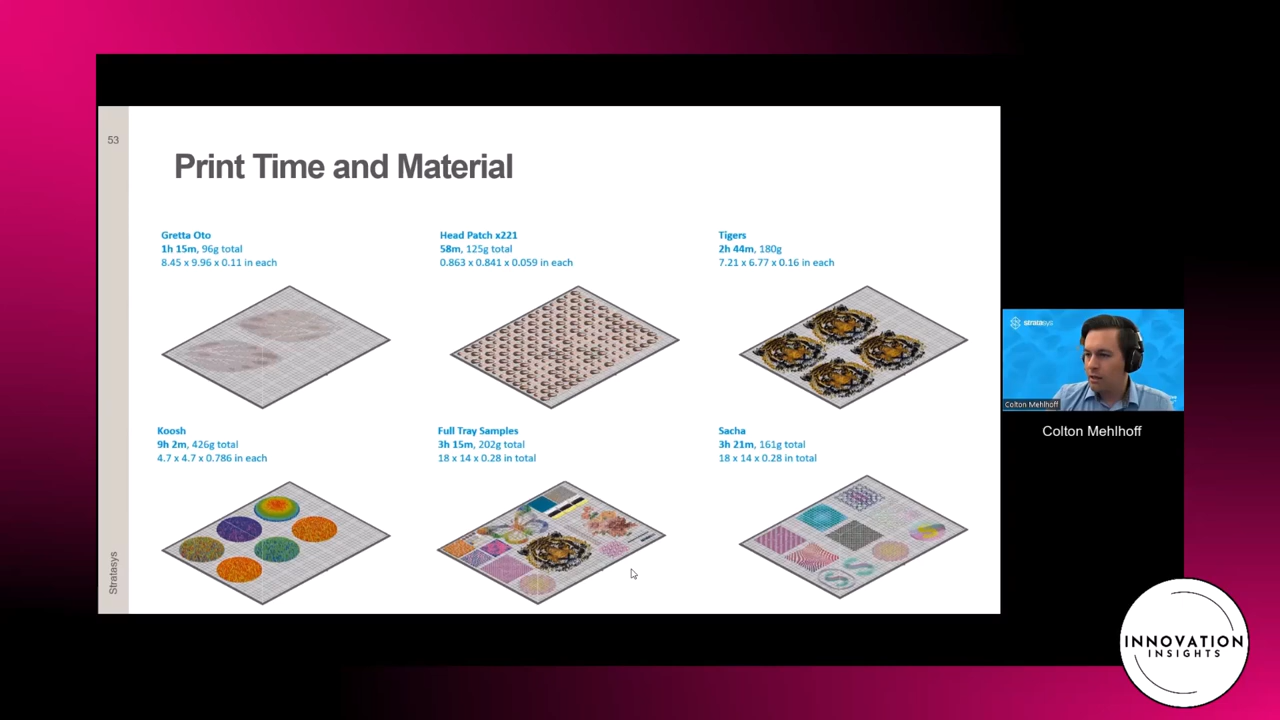 53
Print Time and Material
Gretta Oto
1h 15m, 96g total
8.45 x 9.96 x 0.11 in each
Head Patch x221
58m, 125g total
0.863 x 0.841 x 0.059 in each
Tigers
2h 44m, 180g
7.21 x 6.77 x 0.16 in each
Koosh
9h 2m, 426g total
4.7 x 4.7 x 0.786 in each
Full Tray Samples
3h 15m, 202g total
18 x 14 x 0.28 in total
Sacha
3h 21m, 161g total
18 x 14 x 0.28 in total
Stratasys
stratasys
Colton Mehlhoff
Colton Mehlhoff
INNOVATION
INSIGHTS